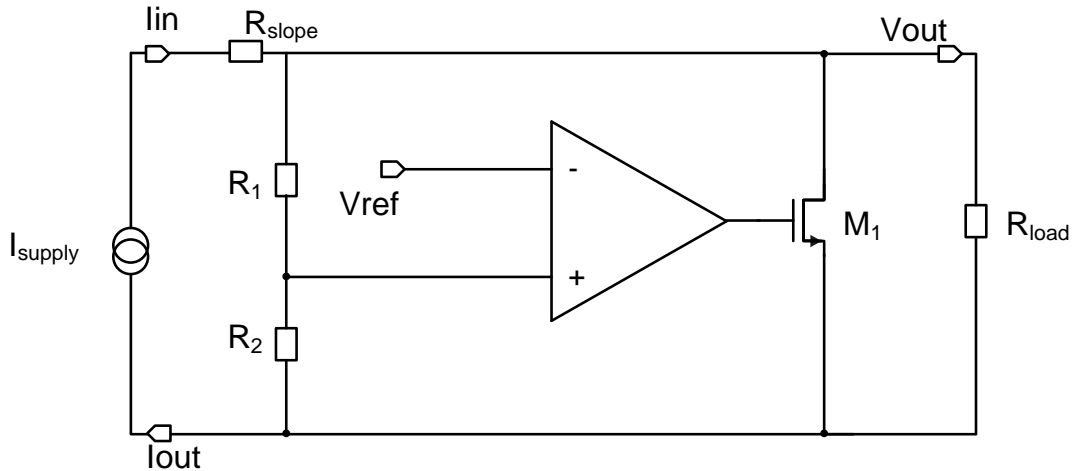 Iin
Rslope
Vout
R1
-
Vref
M1
Rload
Isupply
+
R2
Iout